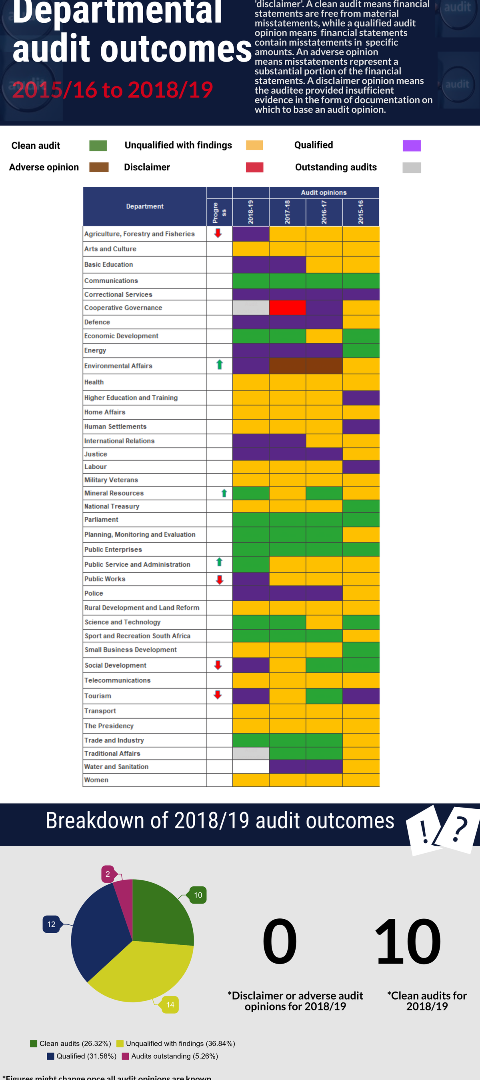 Departmental
audit outcomes
2015/16 to 2018/19
'disclaimer'. A clean audit means financial
statements are free from material
misstatements, while a qualified audit
opinion means financial statements
contain misstatements in specific
amounts. An adverse opinion
means misstatements represent a
substantial portion of the financial
statements. A disclaimer opinion means
the auditee provided insufficient
evidence in the form of documentation on
which to base an audit opinion.
audit
audit
audit
Clean audit Unqualified with findings Qualified
Adverse opinion Disclaimer Outstanding audits
Audit opinions
Department Progre ss 2018-19 2017-18 2016-17 2015-16
Agriculture, Forestry and Fisheries
Arts and Culture
Basic Education
Communications
Correctional Services
Cooperative Governance
Defence
Economic Development
Energy
Environmental Affairs
Health
Higher Education and Training
Home Affairs
Human Settlements
International Relations
Justice
Labour
Military Veterans
Mineral Resources
National Treasury
Parliament
Planning, Monitoring and Evaluation
Public Enterprises
Public Service and Administration
Public Works
Police
Rural Development and Land Reform
Science and Technology
Sport and Recreation South Africa
Small Business Development
Social Development
Telecommunications
Tourism
Transport
The Presidency
Trade and Industry
Traditional Affairs
Water and Sanitation
Women
Breakdown of 2018/19 audit outcomes
! ?
2
10
12
14
0 10
*Disclaimer or adverse audit
opinions for 2018/19
*Clean audits for
2018/19
Clean audits (26.32%) Unqualified with findings (36.84%)
Qualified (31.58%) Audits outstanding (5.26%)
*Figures might change once all audit opinions are known